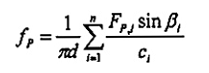 f_P = \frac{1}{\pi d} \sum_{i=1}^{n} \frac{F_{P,i} \sin \beta_i}{c_i}